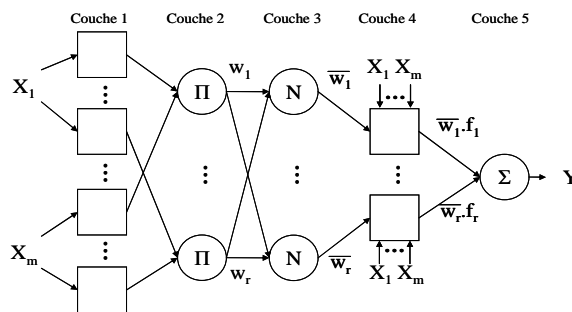 Couche 1 Couche 2 Couche 3 Couche 4 Couche 5
X₁
Xₘ
Π
Π
w₁
wᵣ
N
N
w̅₁
w̅ᵣ
X₁ Xₘ
X₁ Xₘ
w̅₁.f₁
w̅ᵣ.fᵣ
Σ
Y